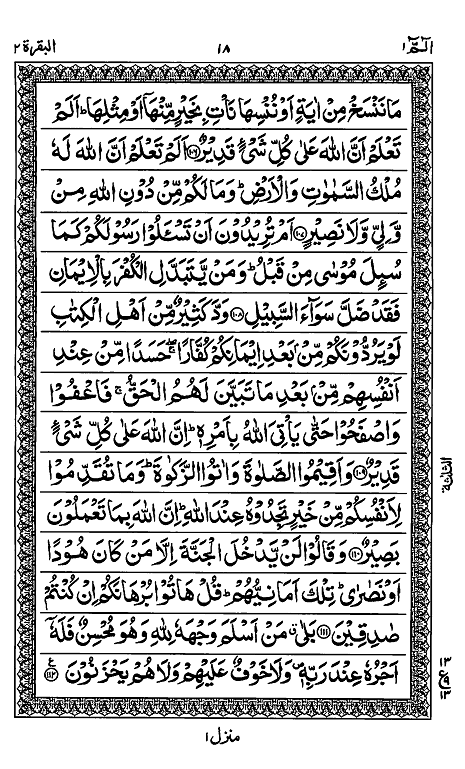 الٓمّٓ ۱
۱۸
البقرة ۲
مَا نَنْسَخْ مِنْ اٰيَةٍ اَوْ نُنْسِهَا نَاْتِ بِخَيْرٍ مِّنْهَاۤ اَوْ مِثْلِهَا ؕ اَلَمْ
تَعْلَمْ اَنَّ اللّٰهَ عَلٰى كُلِّ شَيْءٍ قَدِيْرٌ ﴿۱۰۶﴾ اَلَمْ تَعْلَمْ اَنَّ اللّٰهَ لَهٗ
مُلْكُ السَّمٰوٰتِ وَالْاَرْضِ ؕ وَمَا لَكُمْ مِّنْ دُوْنِ اللّٰهِ مِنْ
وَّلِيٍّ وَّلَا نَصِيْرٍ ﴿۱۰۷﴾ اَمْ تُرِيْدُوْنَ اَنْ تَسْـَٔلُوْا رَسُوْلَكُمْ كَمَا
سُىِٕلَ مُوْسٰى مِنْ قَبْلُ ؕ وَمَنْ يَّتَبَدَّلِ الْكُفْرَ بِالْاِيْمَانِ
فَقَدْ ضَلَّ سَوَآءَ السَّبِيْلِ ﴿۱۰۸﴾ وَدَّ كَثِيْرٌ مِّنْ اَهْلِ الْكِتٰبِ
لَوْ يَرُدُّوْنَكُمْ مِّنْۢ بَعْدِ اِيْمَانِكُمْ كُفَّارًا ۖۚ حَسَدًا مِّنْ عِنْدِ
اَنْفُسِهِمْ مِّنْۢ بَعْدِ مَا تَبَيَّنَ لَهُمُ الْحَقُّ ۚ فَاعْفُوْا
وَاصْفَحُوْا حَتّٰى يَاْتِيَ اللّٰهُ بِاَمْرِهٖ ؕ اِنَّ اللّٰهَ عَلٰى كُلِّ شَيْءٍ
قَدِيْرٌ ﴿۱۰۹﴾ وَاَقِيْمُوا الصَّلٰوةَ وَاٰتُوا الزَّكٰوةَ ؕ وَمَا تُقَدِّمُوْا
لِاَنْفُسِكُمْ مِّنْ خَيْرٍ تَجِدُوْهُ عِنْدَ اللّٰهِ ؕ اِنَّ اللّٰهَ بِمَا تَعْمَلُوْنَ
بَصِيْرٌ ﴿۱۱۰﴾ وَقَالُوْا لَنْ يَّدْخُلَ الْجَنَّةَ اِلَّا مَنْ كَانَ هُوْدًا
اَوْ نَصٰرٰى ؕ تِلْكَ اَمَانِيُّهُمْ ؕ قُلْ هَاتُوْا بُرْهَانَكُمْ اِنْ كُنْتُمْ
صٰدِقِيْنَ ﴿۱۱۱﴾ بَلٰى ۗ مَنْ اَسْلَمَ وَجْهَهٗ لِلّٰهِ وَهُوَ مُحْسِنٌ فَلَهٗۤ
اَجْرُهٗ عِنْدَ رَبِّهٖ ۪ وَلَا خَوْفٌ عَلَيْهِمْ وَلَا هُمْ يَحْزَنُوْنَ ﴿۱۱۲﴾ ع
الثلثة
۱۳
ع
۱۳
منزل ۱